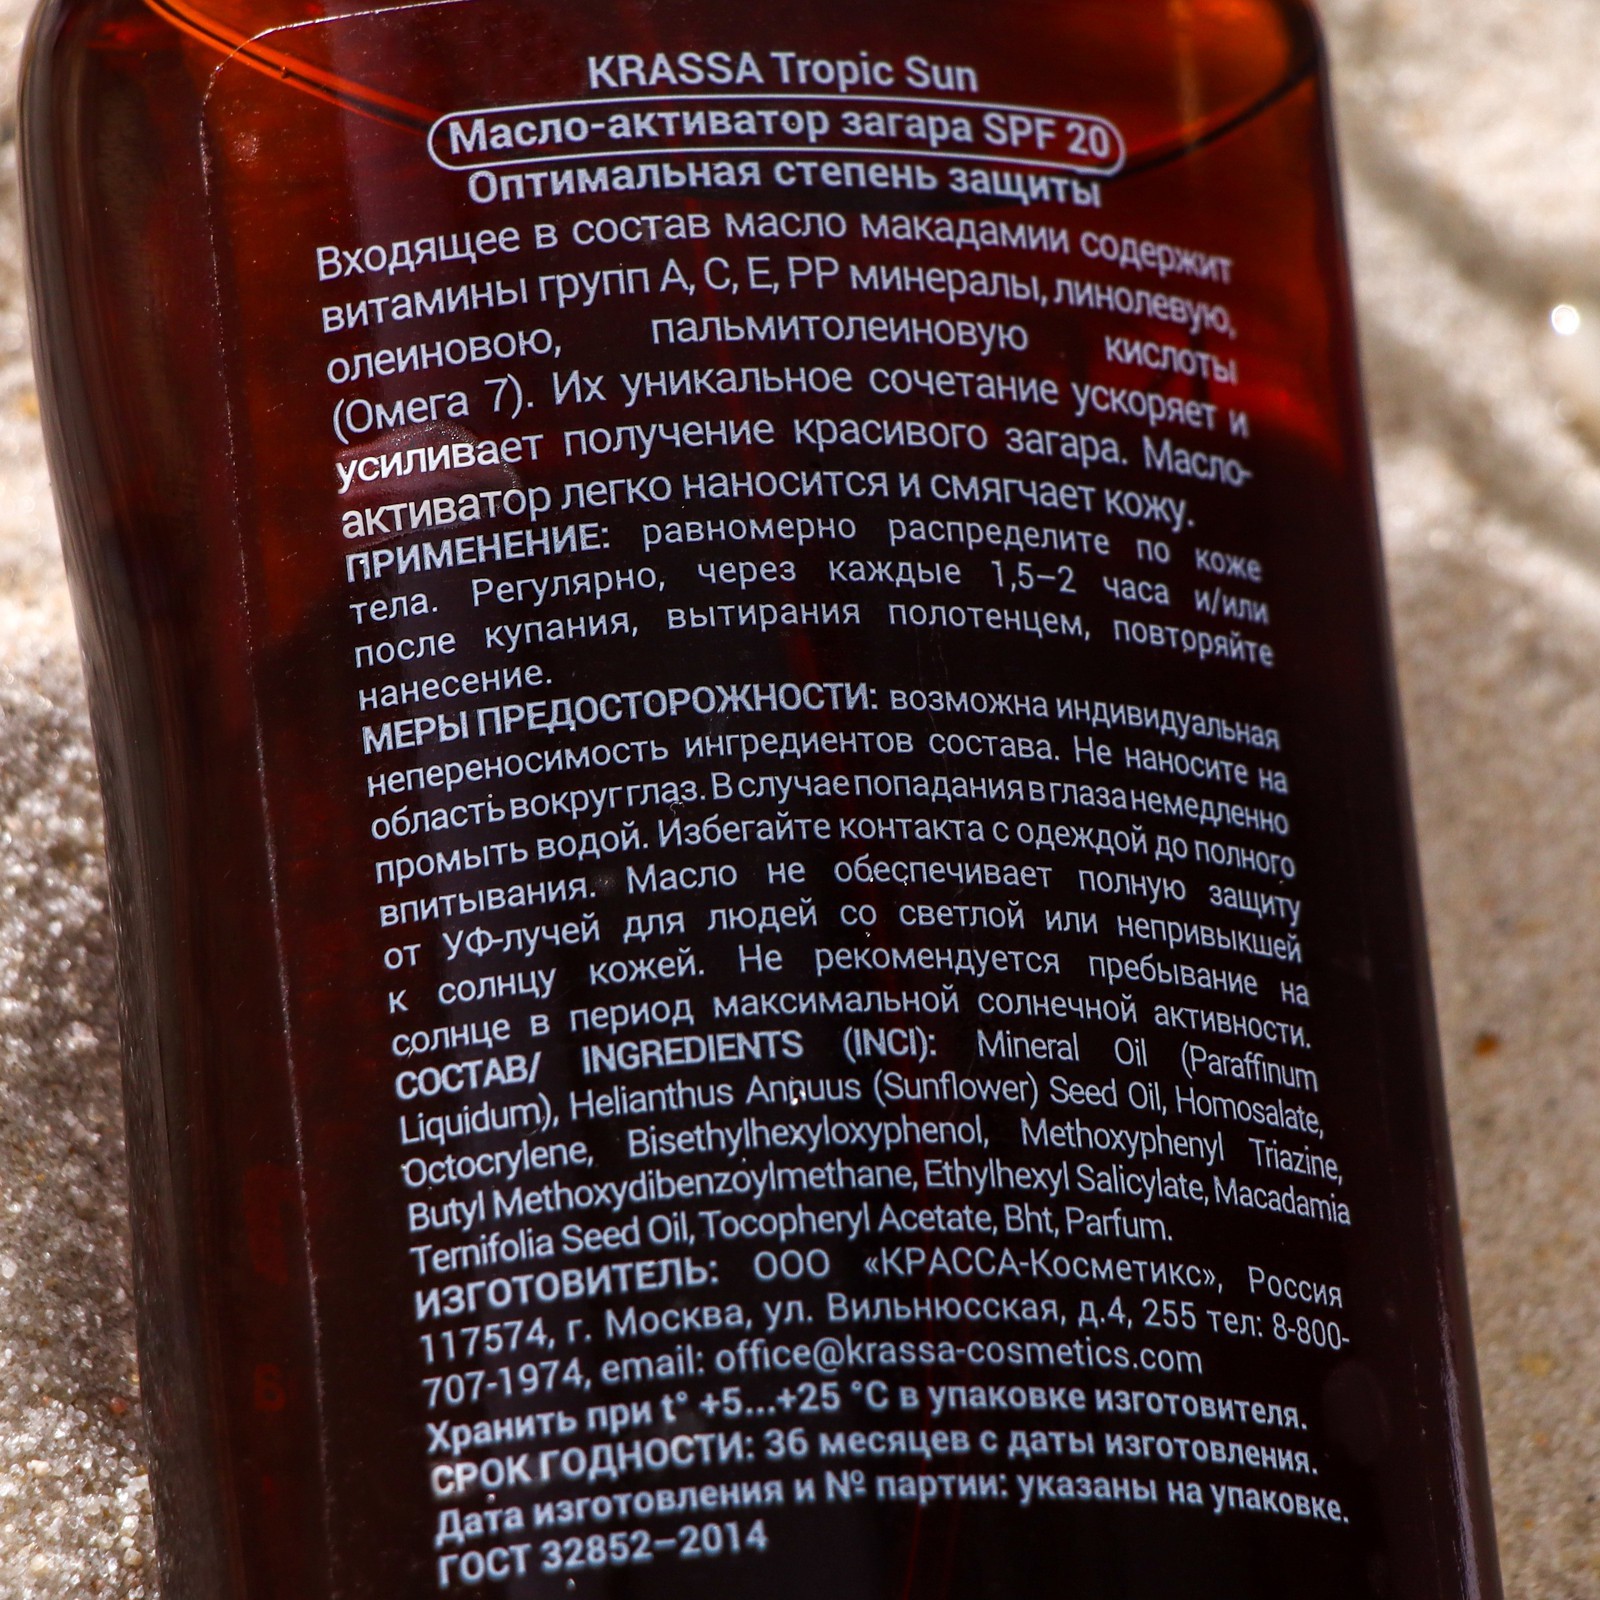 KRASSA Tropic Sun
Масло-активатор загара SPF 20
Оптимальная степень защиты
Входящее в состав масло макадамии содержит
витамины групп А, С, Е, РР минералы, линолевую,
олеиновою, пальмитолеиновую кислоты
(Омега 7). Их уникальное сочетание ускоряет и
усиливает получение красивого загара. Масло-
активатор легко наносится и смягчает кожу.
ПРИМЕНЕНИЕ: равномерно распределите по коже
тела. Регулярно, через каждые 1,5–2 часа и/или
после купания, вытирания полотенцем, повторяйте
нанесение.
МЕРЫ ПРЕДОСТОРОЖНОСТИ: возможна индивидуальная
непереносимость ингредиентов состава. Не наносите на
область вокруг глаз. В случае попадания в глаза немедленно
промыть водой. Избегайте контакта с одеждой до полного
впитывания. Масло не обеспечивает полную защиту
от УФ-лучей для людей со светлой или непривыкшей
к солнцу кожей. Не рекомендуется пребывание на
солнце в период максимальной солнечной активности.
СОСТАВ/ INGREDIENTS (INCI): Mineral Oil (Paraffinum
Liquidum), Helianthus Annuus (Sunflower) Seed Oil, Homosalate,
Octocrylene, Bisethylhexyloxyphenol, Methoxyphenyl Triazine,
Butyl Methoxydibenzoylmethane, Ethylhexyl Salicylate, Macadamia
Ternifolia Seed Oil, Tocopheryl Acetate, Bht, Parfum.
ИЗГОТОВИТЕЛЬ: ООО «КРАССА-Косметикс», Россия
117574, г. Москва, ул. Вильнюсская, д.4, 255 тел: 8-800-
707-1974, email: office@krassa-cosmetics.com
Хранить при t° +5...+25 °C в упаковке изготовителя.
СРОК ГОДНОСТИ: 36 месяцев с даты изготовления.
Дата изготовления и № партии: указаны на упаковке.
ГОСТ 32852–2014